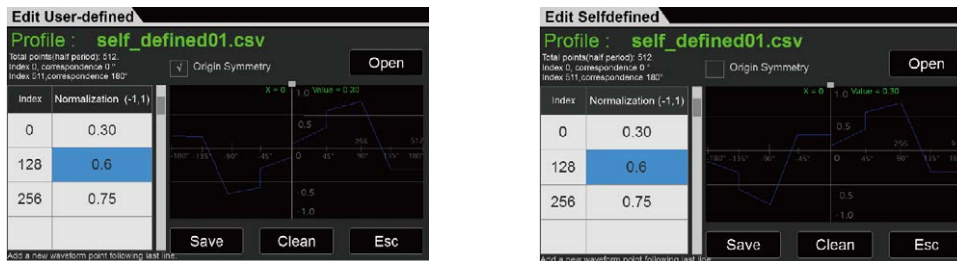 Edit User-defined
Profile : self_defined01.csv
Total points(half period): 512.
Index 0, correspondence 0 °
Index 511,correspondence 180°
√ Origin Symmetry
Open
Index Normalization (-1,1)
0 0.30
128 0.6
256 0.75
X = 0 1.0 Value = 0.30
0.5
256 512
-180° -135° -90° -45° 0 45° 90° 135° 180°
-0.5
-1.0
Save Clean Esc
Add a new waveform point following last line.
Edit Selfdefined
Profile : self_defined01.csv
Total points(half period): 512.
Index 0, correspondence 0 °
Index 511,correspondence 180°
Origin Symmetry
Open
Index Normalization (-1,1)
0 0.30
128 0.6
256 0.75
X = 0 1.0 Value = 0.30
0.5
256
-180° -135° -90° -45° 0 45° 90° 135°
-0.5
-1.0
Save Clean Esc
Add a new waveform point following last line.